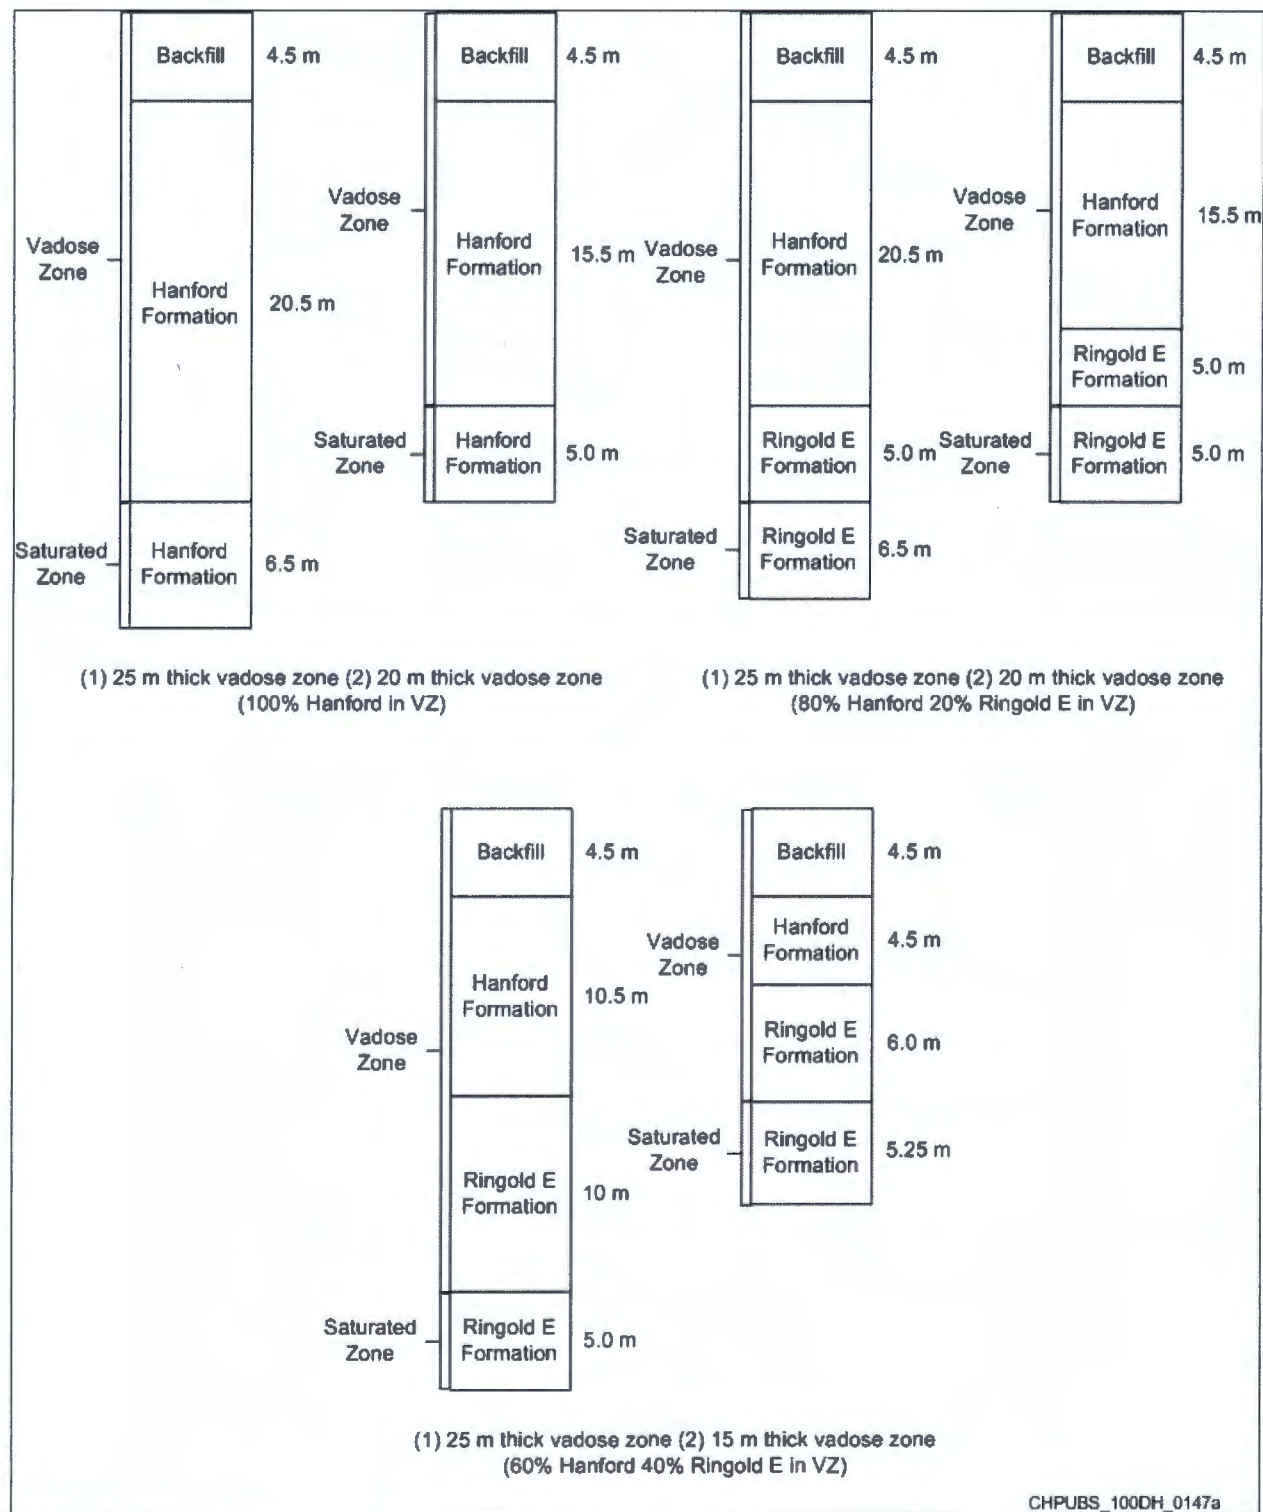 Backfill
4.5 m
Vadose
Zone
Hanford
Formation
20.5 m
Saturated
Zone
Hanford
Formation
6.5 m
Backfill
4.5 m
Vadose
Zone
Hanford
Formation
15.5 m
Saturated
Zone
Hanford
Formation
5.0 m
(1) 25 m thick vadose zone (2) 20 m thick vadose zone
(100% Hanford in VZ)
Backfill
4.5 m
Vadose
Zone
Hanford
Formation
20.5 m
Ringold E
Formation
5.0 m
Saturated
Zone
Ringold E
Formation
6.5 m
Backfill
4.5 m
Vadose
Zone
Hanford
Formation
15.5 m
Ringold E
Formation
5.0 m
Saturated
Zone
Ringold E
Formation
5.0 m
(1) 25 m thick vadose zone (2) 20 m thick vadose zone
(80% Hanford 20% Ringold E in VZ)
Backfill
4.5 m
Vadose
Zone
Hanford
Formation
10.5 m
Ringold E
Formation
10 m
Saturated
Zone
Ringold E
Formation
5.0 m
Backfill
4.5 m
Vadose
Zone
Hanford
Formation
4.5 m
Ringold E
Formation
6.0 m
Saturated
Zone
Ringold E
Formation
5.25 m
(1) 25 m thick vadose zone (2) 15 m thick vadose zone
(60% Hanford 40% Ringold E in VZ)
CHPUBS_100DH_0147a